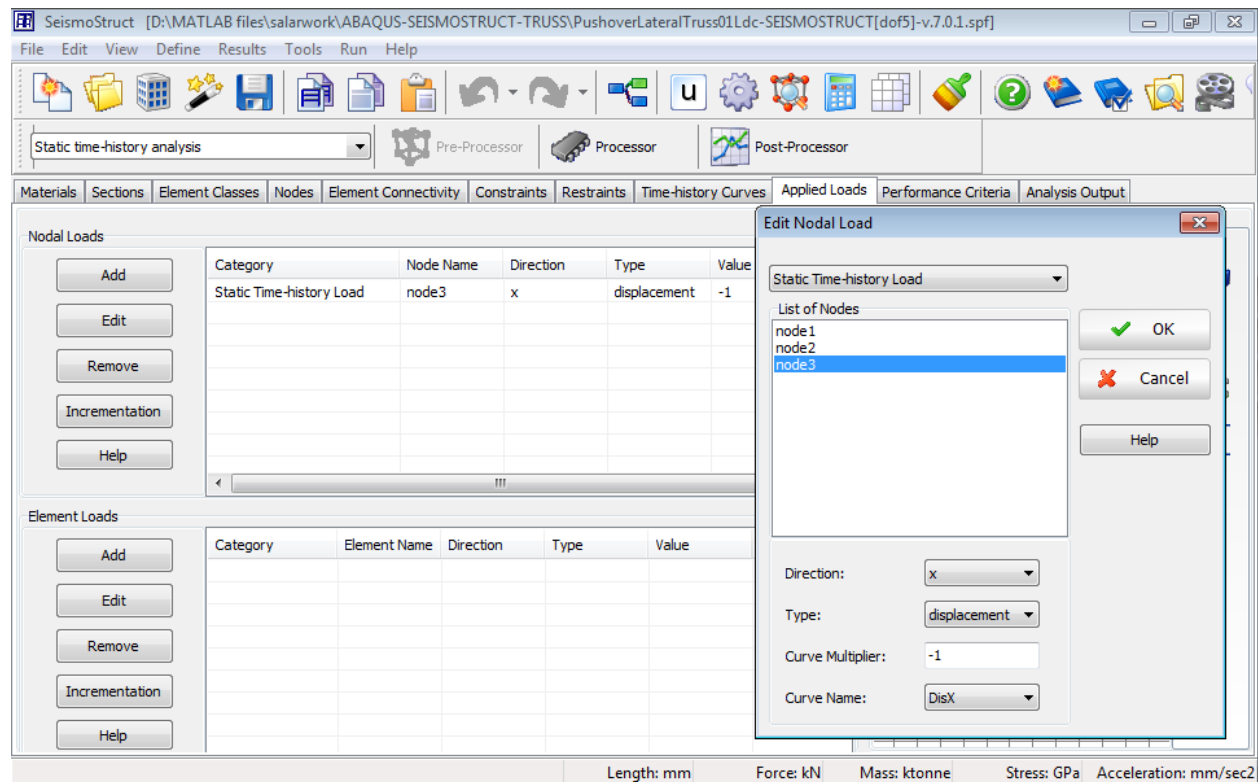 SeismoStruct [D:\MATLAB files\salarwork\ABAQUS-SEISMOSTRUCT-TRUSS\PushoverLateralTruss01Ldc-SEISMOSTRUCT[dof5]-v.7.0.1.spf]
File Edit View Define Results Tools Run Help
u
Static time-history analysis Pre-Processor Processor Post-Processor
Materials Sections Element Classes Nodes Element Connectivity Constraints Restraints Time-history Curves Applied Loads Performance Criteria Analysis Output
Nodal Loads
Add
Edit
Remove
Incrementation
Help
Category Node Name Direction Type Value
Static Time-history Load node3 x displacement -1
Element Loads
Add
Edit
Remove
Incrementation
Help
Category Element Name Direction Type Value
Edit Nodal Load
Static Time-history Load
List of Nodes
node1
node2
node3
OK
Cancel
Help
Direction: x
Type: displacement
Curve Multiplier: -1
Curve Name: DisX
Length: mm Force: kN Mass: ktonne Stress: GPa Acceleration: mm/sec2